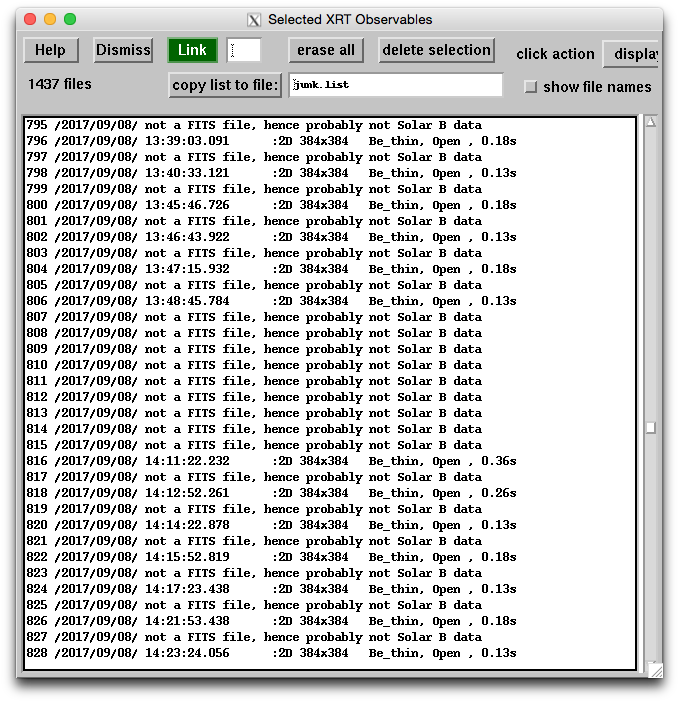 Selected XRT Observables
Help Dismiss Link erase all delete selection click action display
1437 files copy list to file: junk.list show file names
795 /2017/09/08/ not a FITS file, hence probably not Solar B data
796 /2017/09/08/ 13:39:03.091 :2D 384x384 Be_thin, Open , 0.18s
797 /2017/09/08/ not a FITS file, hence probably not Solar B data
798 /2017/09/08/ 13:40:33.121 :2D 384x384 Be_thin, Open , 0.13s
799 /2017/09/08/ not a FITS file, hence probably not Solar B data
800 /2017/09/08/ 13:45:46.726 :2D 384x384 Be_thin, Open , 0.18s
801 /2017/09/08/ not a FITS file, hence probably not Solar B data
802 /2017/09/08/ 13:46:43.922 :2D 384x384 Be_thin, Open , 0.13s
803 /2017/09/08/ not a FITS file, hence probably not Solar B data
804 /2017/09/08/ 13:47:15.932 :2D 384x384 Be_thin, Open , 0.18s
805 /2017/09/08/ not a FITS file, hence probably not Solar B data
806 /2017/09/08/ 13:48:45.784 :2D 384x384 Be_thin, Open , 0.13s
807 /2017/09/08/ not a FITS file, hence probably not Solar B data
808 /2017/09/08/ not a FITS file, hence probably not Solar B data
809 /2017/09/08/ not a FITS file, hence probably not Solar B data
810 /2017/09/08/ not a FITS file, hence probably not Solar B data
811 /2017/09/08/ not a FITS file, hence probably not Solar B data
812 /2017/09/08/ not a FITS file, hence probably not Solar B data
813 /2017/09/08/ not a FITS file, hence probably not Solar B data
814 /2017/09/08/ not a FITS file, hence probably not Solar B data
815 /2017/09/08/ not a FITS file, hence probably not Solar B data
816 /2017/09/08/ 14:11:22.232 :2D 384x384 Be_thin, Open , 0.36s
817 /2017/09/08/ not a FITS file, hence probably not Solar B data
818 /2017/09/08/ 14:12:52.261 :2D 384x384 Be_thin, Open , 0.26s
819 /2017/09/08/ not a FITS file, hence probably not Solar B data
820 /2017/09/08/ 14:14:22.878 :2D 384x384 Be_thin, Open , 0.13s
821 /2017/09/08/ not a FITS file, hence probably not Solar B data
822 /2017/09/08/ 14:15:52.819 :2D 384x384 Be_thin, Open , 0.18s
823 /2017/09/08/ not a FITS file, hence probably not Solar B data
824 /2017/09/08/ 14:17:23.438 :2D 384x384 Be_thin, Open , 0.13s
825 /2017/09/08/ not a FITS file, hence probably not Solar B data
826 /2017/09/08/ 14:21:53.438 :2D 384x384 Be_thin, Open , 0.18s
827 /2017/09/08/ not a FITS file, hence probably not Solar B data
828 /2017/09/08/ 14:23:24.056 :2D 384x384 Be_thin, Open , 0.13s